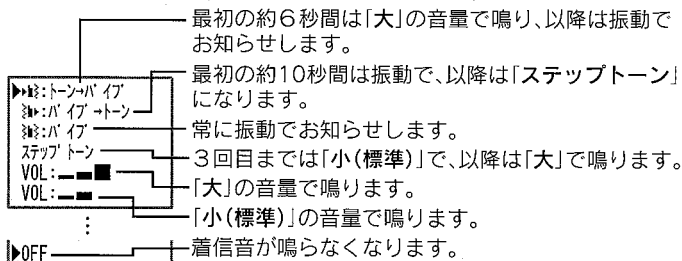 最初の約6秒間は「大」の音量で鳴り、以降は振動で
お知らせします。
最初の約10秒間は振動で、以降は「ステップトーン」
になります。
常に振動でお知らせします。
3回目までは「小(標準)」で、以降は「大」で鳴ります。
「大」の音量で鳴ります。
「小(標準)」の音量で鳴ります。
着信音が鳴らなくなります。
:トーン→バイブ
:バイブ→トーン
:バイブ
ステップトーン
VOL:
VOL:
OFF